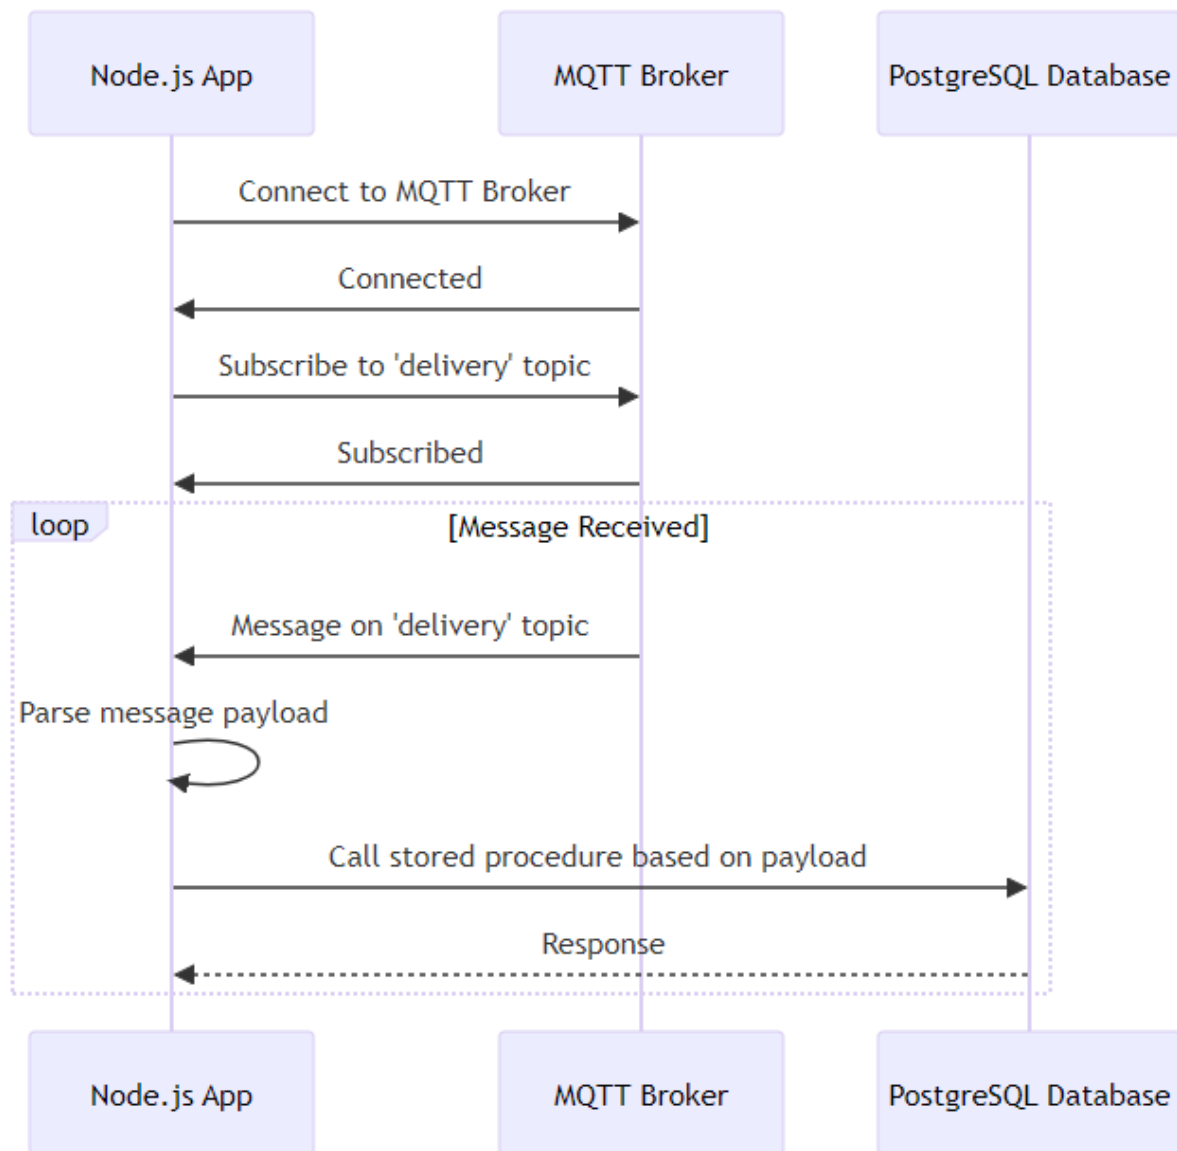 Node.js App
MQTT Broker
PostgreSQL Database
Connect to MQTT Broker
Connected
Subscribe to 'delivery' topic
Subscribed
loop
[Message Received]
Message on 'delivery' topic
Parse message payload
Call stored procedure based on payload
Response
Node.js App
MQTT Broker
PostgreSQL Database